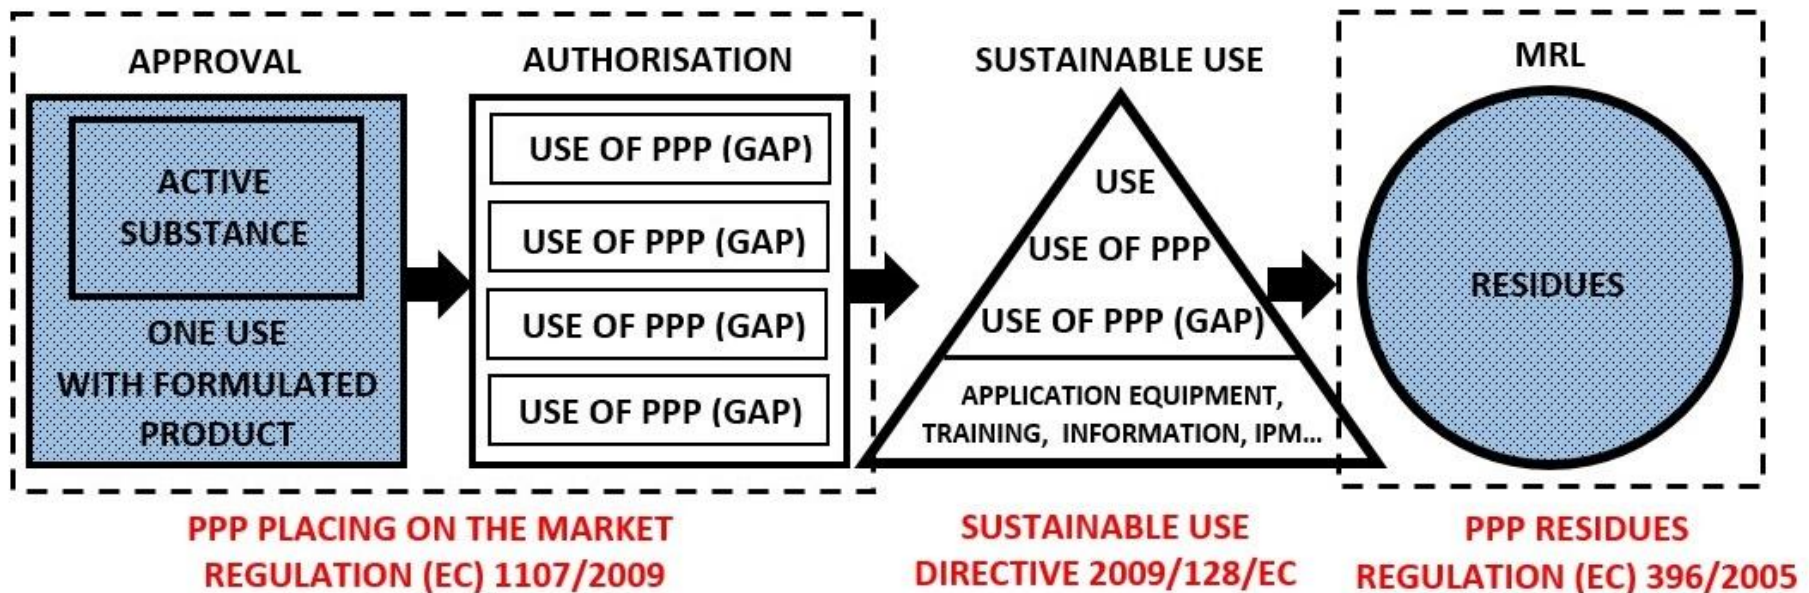 APPROVAL
ACTIVE
SUBSTANCE
ONE USE
WITH FORMULATED
PRODUCT
AUTHORISATION
USE OF PPP (GAP)
USE OF PPP (GAP)
USE OF PPP (GAP)
USE OF PPP (GAP)
PPP PLACING ON THE MARKET
REGULATION (EC) 1107/2009
SUSTAINABLE USE
USE
USE OF PPP
USE OF PPP (GAP)
APPLICATION EQUIPMENT,
TRAINING, INFORMATION, IPM...
SUSTAINABLE USE
DIRECTIVE 2009/128/EC
MRL
RESIDUES
PPP RESIDUES
REGULATION (EC) 396/2005